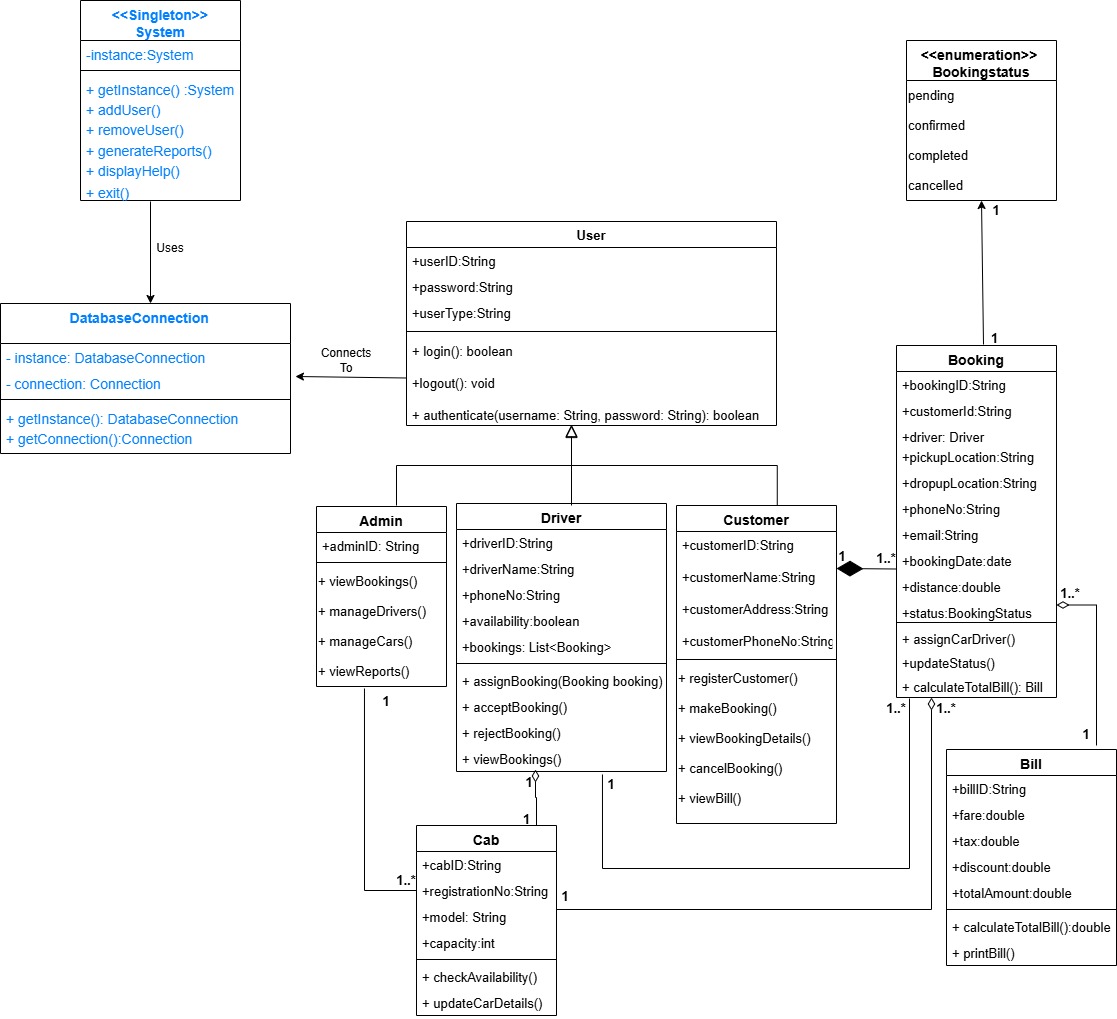 <<Singleton>>
System
-instance:System
+ getInstance() :System
+ addUser()
+ removeUser()
+ generateReports()
+ displayHelp()
+ exit()
Uses
DatabaseConnection
- instance: DatabaseConnection
- connection: Connection
+ getInstance(): DatabaseConnection
+ getConnection():Connection
Connects
To
User
+userID:String
+password:String
+userType:String
+ login(): boolean
+logout(): void
+ authenticate(username: String, password: String): boolean
<<enumeration>>
Bookingstatus
pending
confirmed
completed
cancelled
1
1
Booking
+bookingID:String
+customerId:String
+driver: Driver
+pickupLocation:String
+dropupLocation:String
+phoneNo:String
+email:String
+bookingDate:date
+distance:double
+status:BookingStatus
+ assignCarDriver()
+updateStatus()
+ calculateTotalBill(): Bill
Admin
+adminID: String
+ viewBookings()
+ manageDrivers()
+ manageCars()
+ viewReports()
1
Driver
+driverID:String
+driverName:String
+phoneNo:String
+availability:boolean
+bookings: List<Booking>
+ assignBooking(Booking booking)
+ acceptBooking()
+ rejectBooking()
+ viewBookings()
1
1
Customer
+customerID:String
+customerName:String
+customerAddress:String
+customerPhoneNo:String
+ registerCustomer()
+ makeBooking()
+ viewBookingDetails()
+ cancelBooking()
+ viewBill()
1
1..*
1..*
1..*
1..*
1
Bill
+billID:String
+fare:double
+tax:double
+discount:double
+totalAmount:double
+ calculateTotalBill():double
+ printBill()
1
1..*
Cab
+cabID:String
+registrationNo:String
+model: String
+capacity:int
+ checkAvailability()
+ updateCarDetails()
1